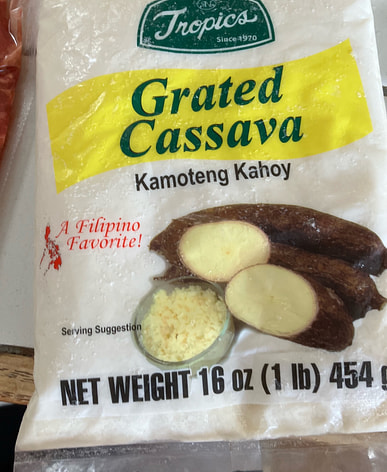 Tropics
Since 1970
Grated
Cassava
Kamoteng Kahoy
A Filipino
Favorite!
Serving Suggestion
NET WEIGHT 16 oz (1 lb) 454 g